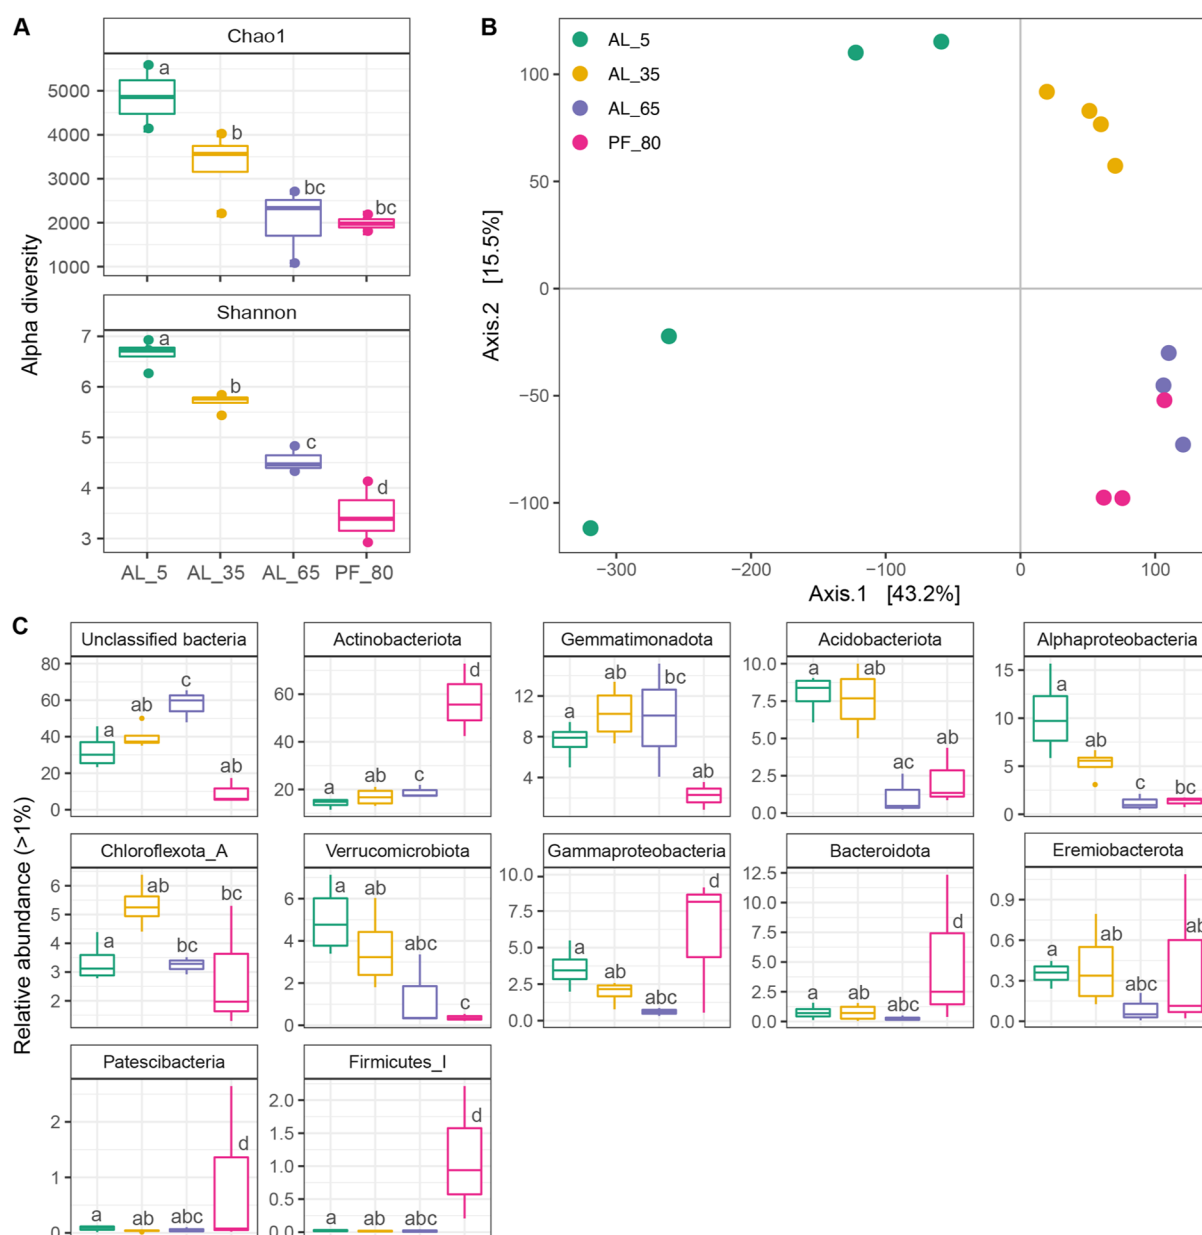 A
Chao1
a
b
bc
bc
5000
4000
3000
2000
1000
Shannon
a
b
c
d
7
6
5
4
3
Alpha diversity
AL_5 AL_35 AL_65 PF_80
B
AL_5
AL_35
AL_65
PF_80
100
50
0
−50
−100
Axis.2 [15.5%]
−300 −200 −100 0 100
Axis.1 [43.2%]
C
Relative abundance (>1%)
Unclassified bacteria
80
60
40
20
0
a ab c ab
Actinobacteriota
60
40
20
a ab c d
Gemmatimonadota
12
8
4
a ab bc ab
Acidobacteriota
10.0
7.5
5.0
2.5
0.0
a ab ac ab
Alphaproteobacteria
15
10
5
0
a ab c bc
Chloroflexota_A
6
5
4
3
2
a ab bc bc
Verrucomicrobiota
6
4
2
0
a ab abc c
Gammaproteobacteria
10.0
7.5
5.0
2.5
0.0
a ab abc d
Bacteroidota
12.5
10.0
7.5
5.0
2.5
0.0
a ab abc d
Eremiobacterota
0.9
0.6
0.3
0.0
a ab abc ab
Patescibacteria
2
1
0
a ab abc d
Firmicutes_I
2.0
1.5
1.0
0.5
0.0
a ab abc d